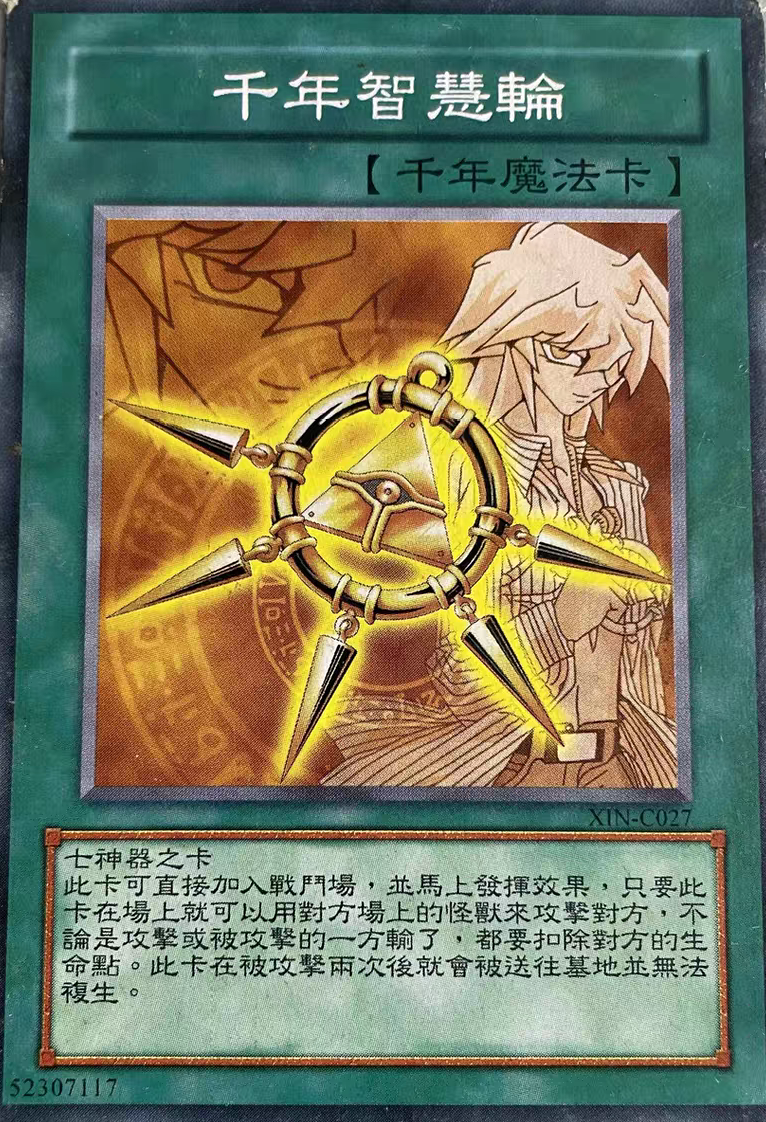 千年智慧輪
【千年魔法卡】
XIN-C027
七神器之卡
此卡可直接加入戰鬥場，並馬上發揮效果，只要此
卡在場上就可以用對方場上的怪獸來攻擊對方，不
論是攻擊或被攻擊的一方輸了，都要扣除對方的生
命點。此卡在被攻擊兩次後就會被送往墓地並無法
複生。
52307117